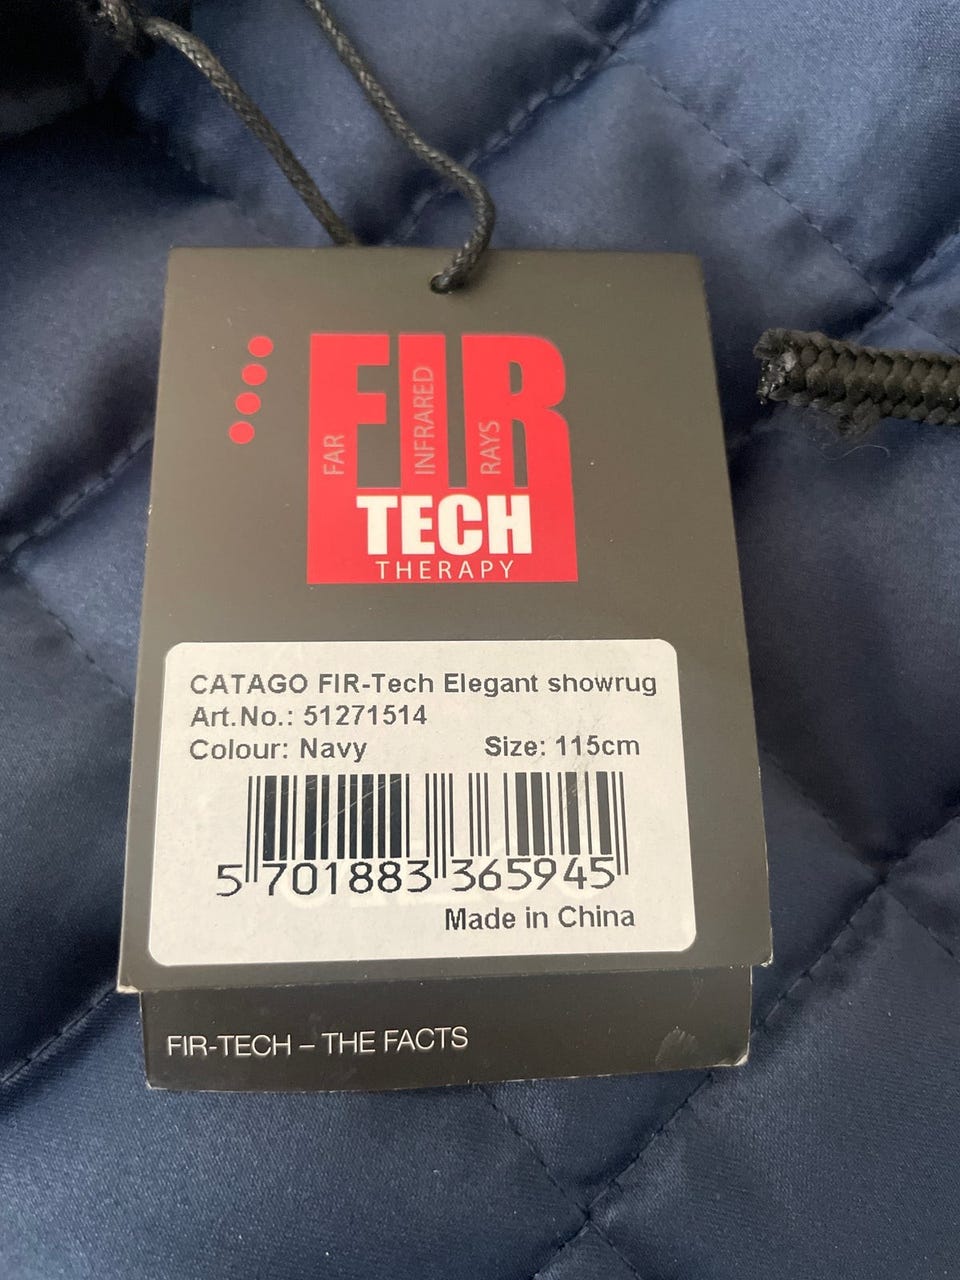 FIR
FAR
INFRARED
RAYS
TECH
THERAPY
CATAGO FIR-Tech Elegant showrug
Art.No.: 51271514
Colour: Navy Size: 115cm
5 701883 365945
Made in China
FIR-TECH – THE FACTS